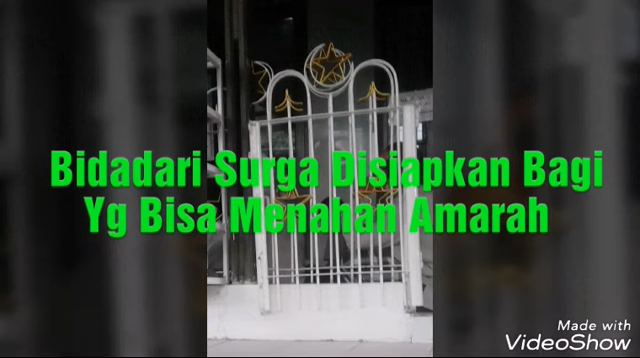 Bidadari Surga Disiapkan Bagi
Yg Bisa Menahan Amarah
Made with
VideoShow